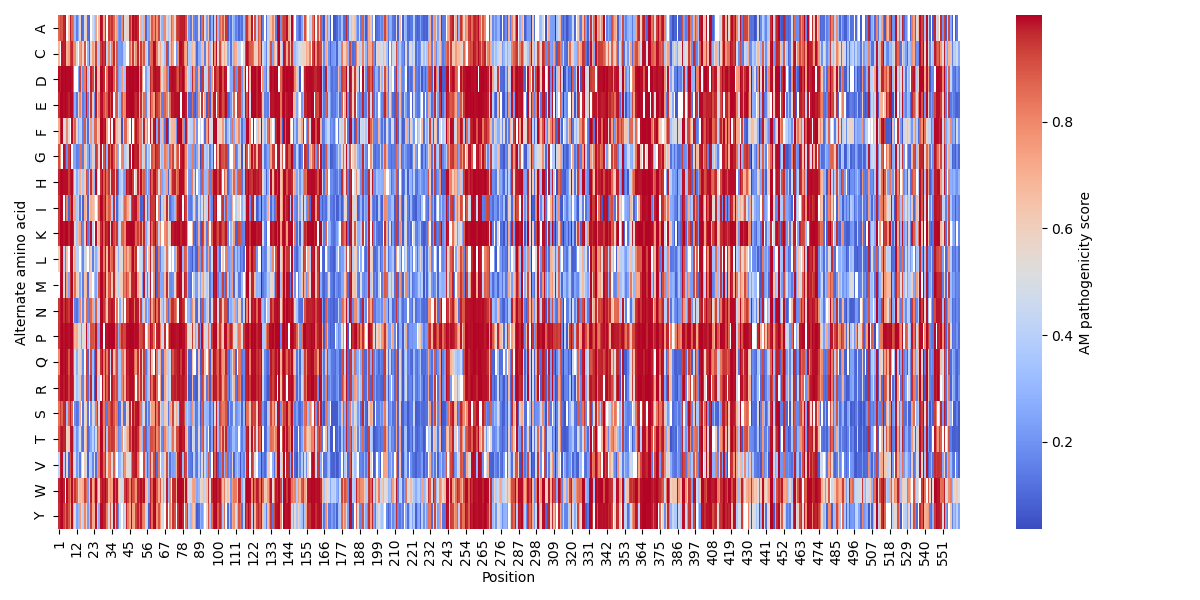 Alternate amino acid
A
C
D
E
F
G
H
I
K
L
M
N
P
Q
R
S
T
V
W
Y
1 12 23 34 45 56 67 78 89 100 111 122 133 144 155 166 177 188 199 210 221 232 243 254 265 276 287 298 309 320 331 342 353 364 375 386 397 408 419 430 441 452 463 474 485 496 507 518 529 540 551
Position
0.8
0.6
0.4
0.2
AM pathogenicity score